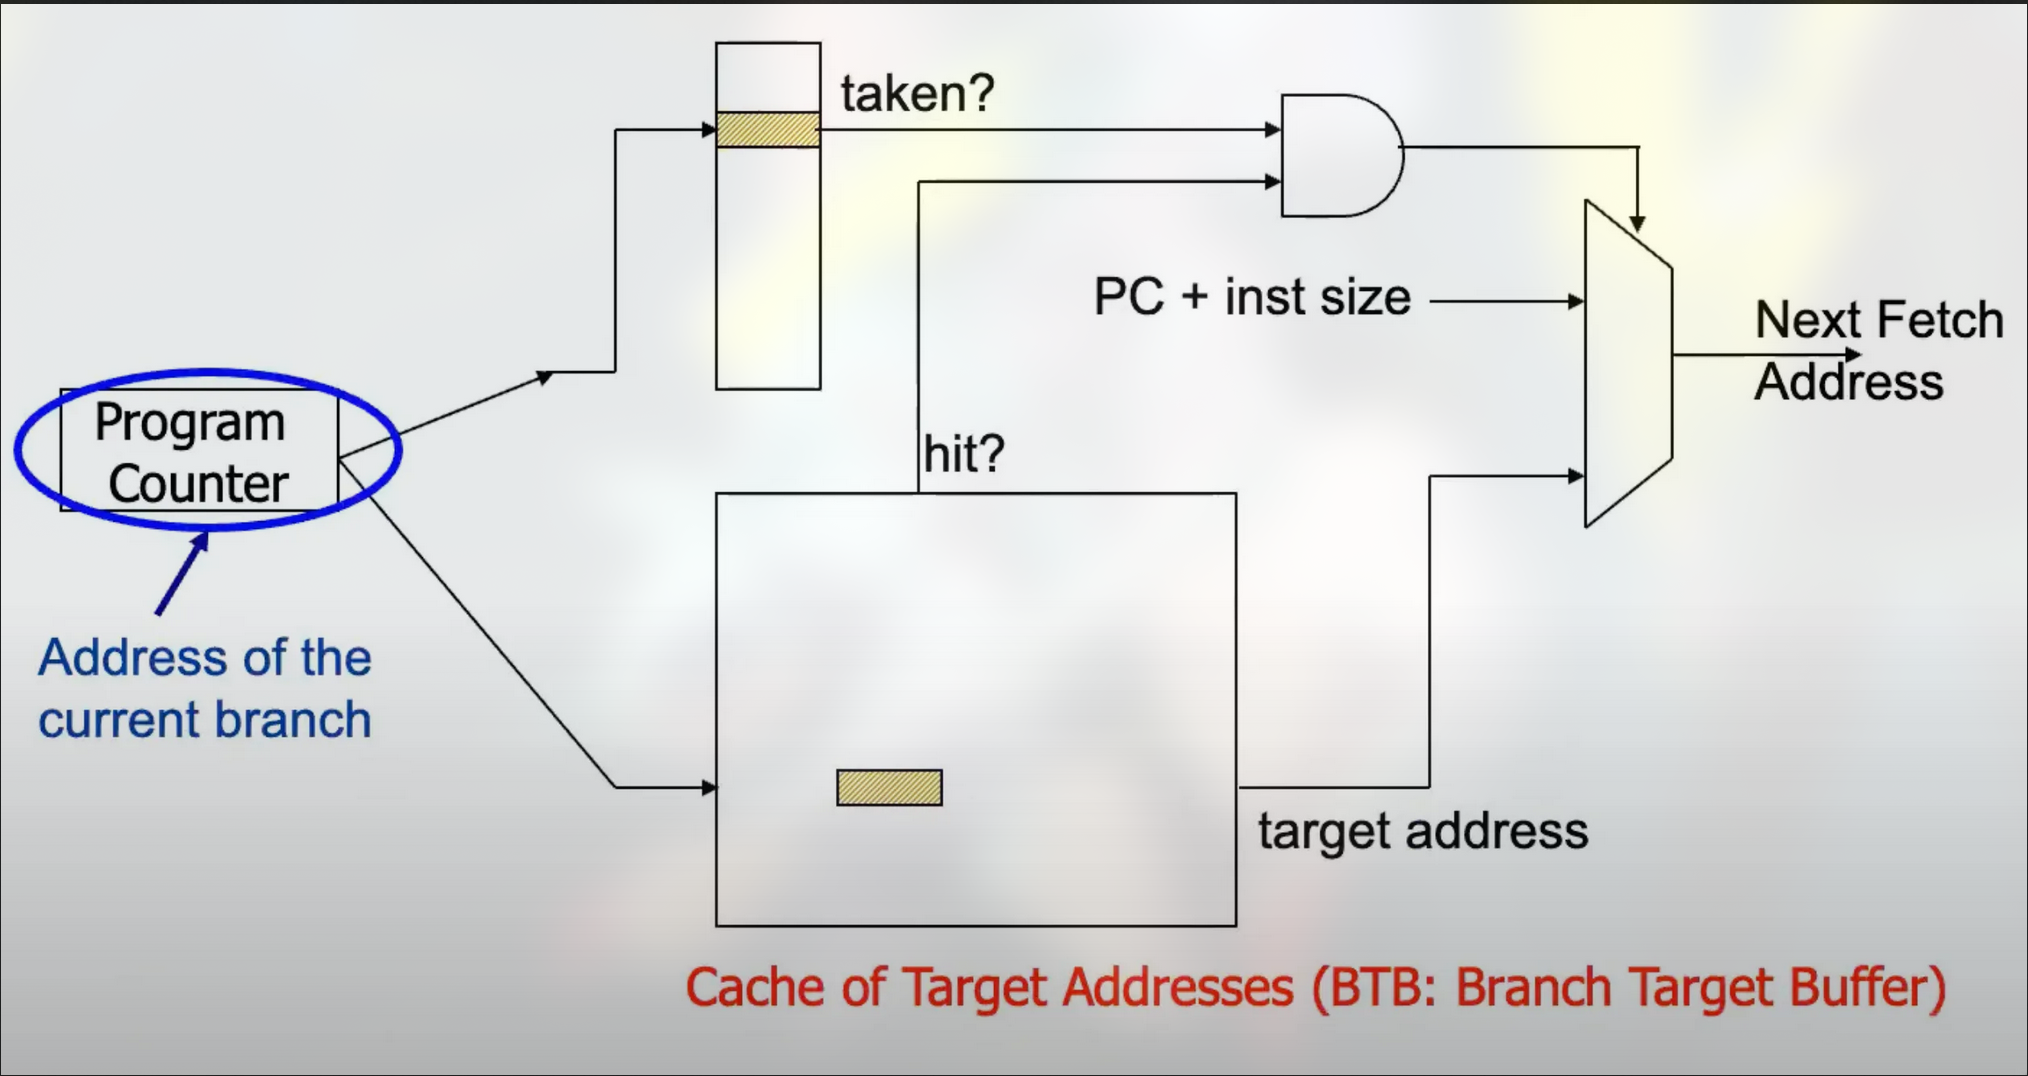 taken?
PC + inst size
Next Fetch
Address
Program
Counter
hit?
Address of the
current branch
target address
Cache of Target Addresses (BTB: Branch Target Buffer)